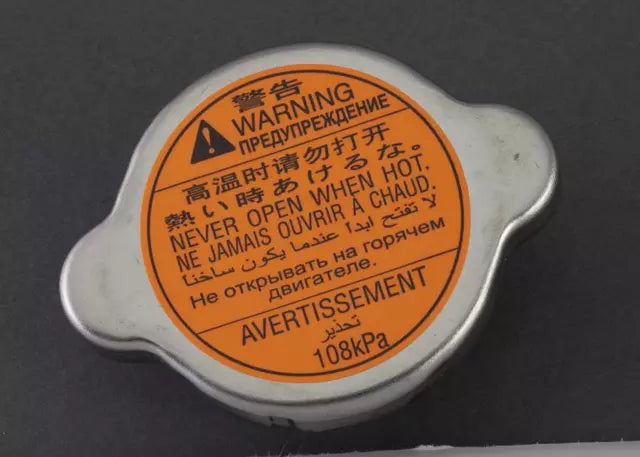 警告
WARNING
ПРЕДУПРЕЖДЕНИЕ
高温时请勿打开
熱い時あけるな。
NEVER OPEN WHEN HOT.
NE JAMAIS OUVRIR À CHAUD.
لا تفتح ابدأ عندما يكون ساخنا
Не открывать на горячем
двигателе.
AVERTISSEMENT
تحذير
108kPa